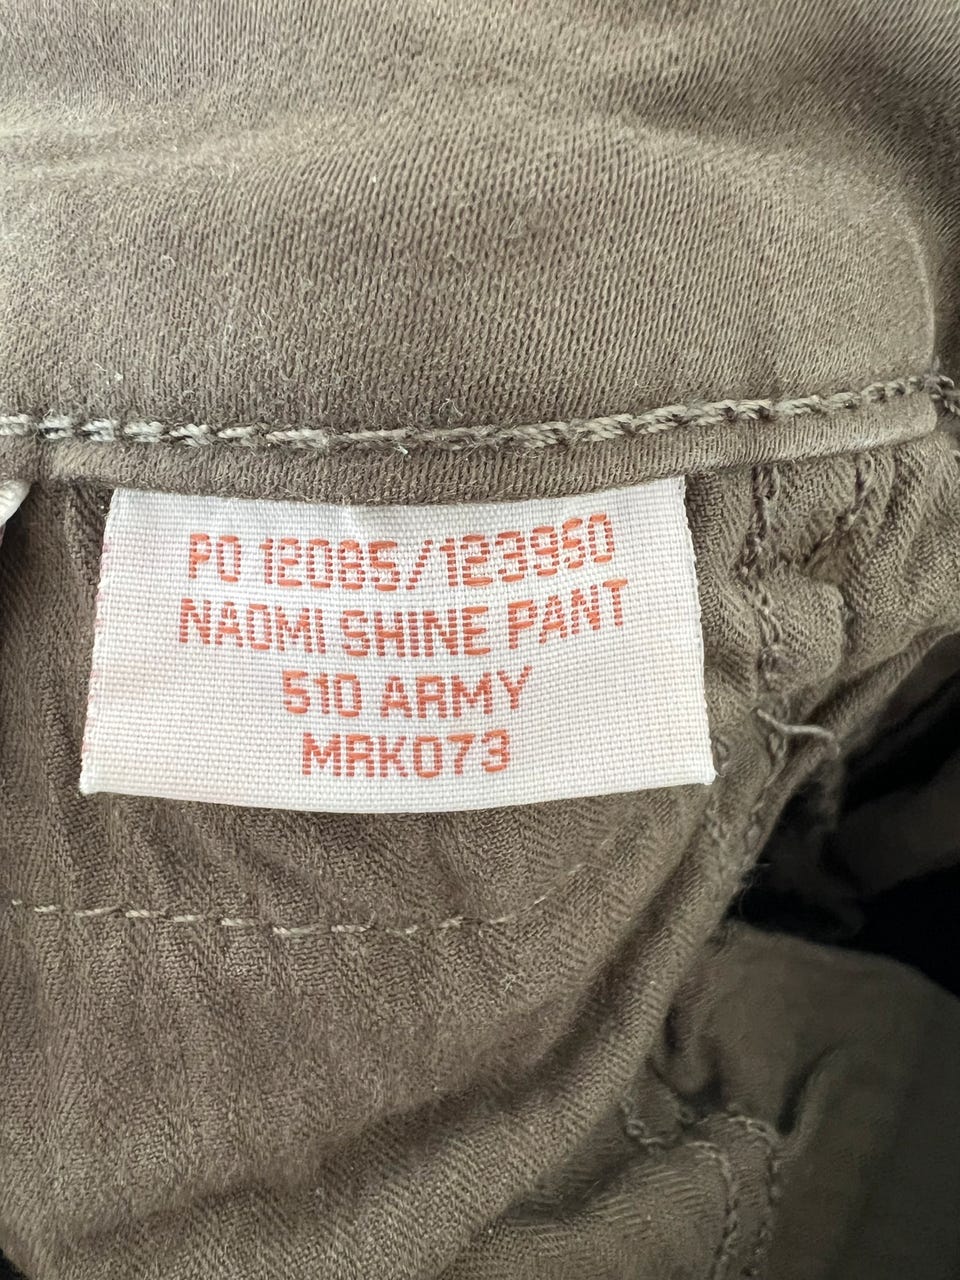 PO 12085/123950
NAOMI SHINE PANT
510 ARMY
MRK073